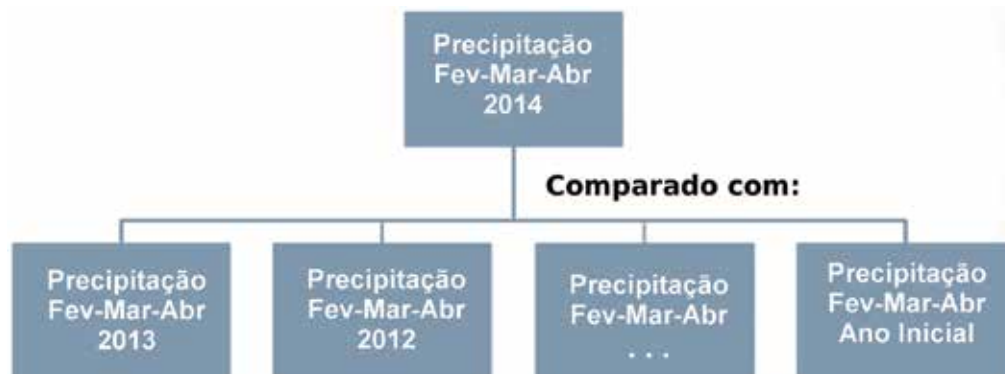 Precipitação
Fev-Mar-Abr
2014
Comparado com:
Precipitação
Fev-Mar-Abr
2013
Precipitação
Fev-Mar-Abr
2012
Precipitação
Fev-Mar-Abr
. . .
Precipitação
Fev-Mar-Abr
Ano Inicial